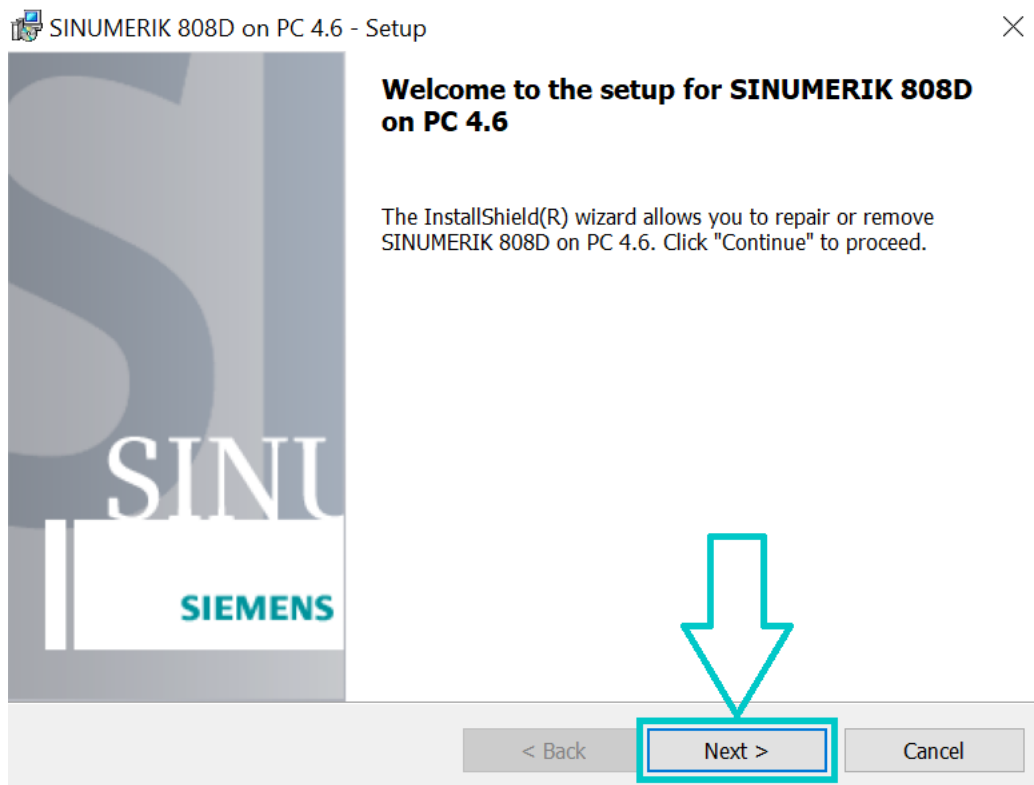 SINUMERIK 808D on PC 4.6 - Setup
Welcome to the setup for SINUMERIK 808D
on PC 4.6
The InstallShield(R) wizard allows you to repair or remove
SINUMERIK 808D on PC 4.6. Click "Continue" to proceed.
SINU
SIEMENS
< Back
Next >
Cancel